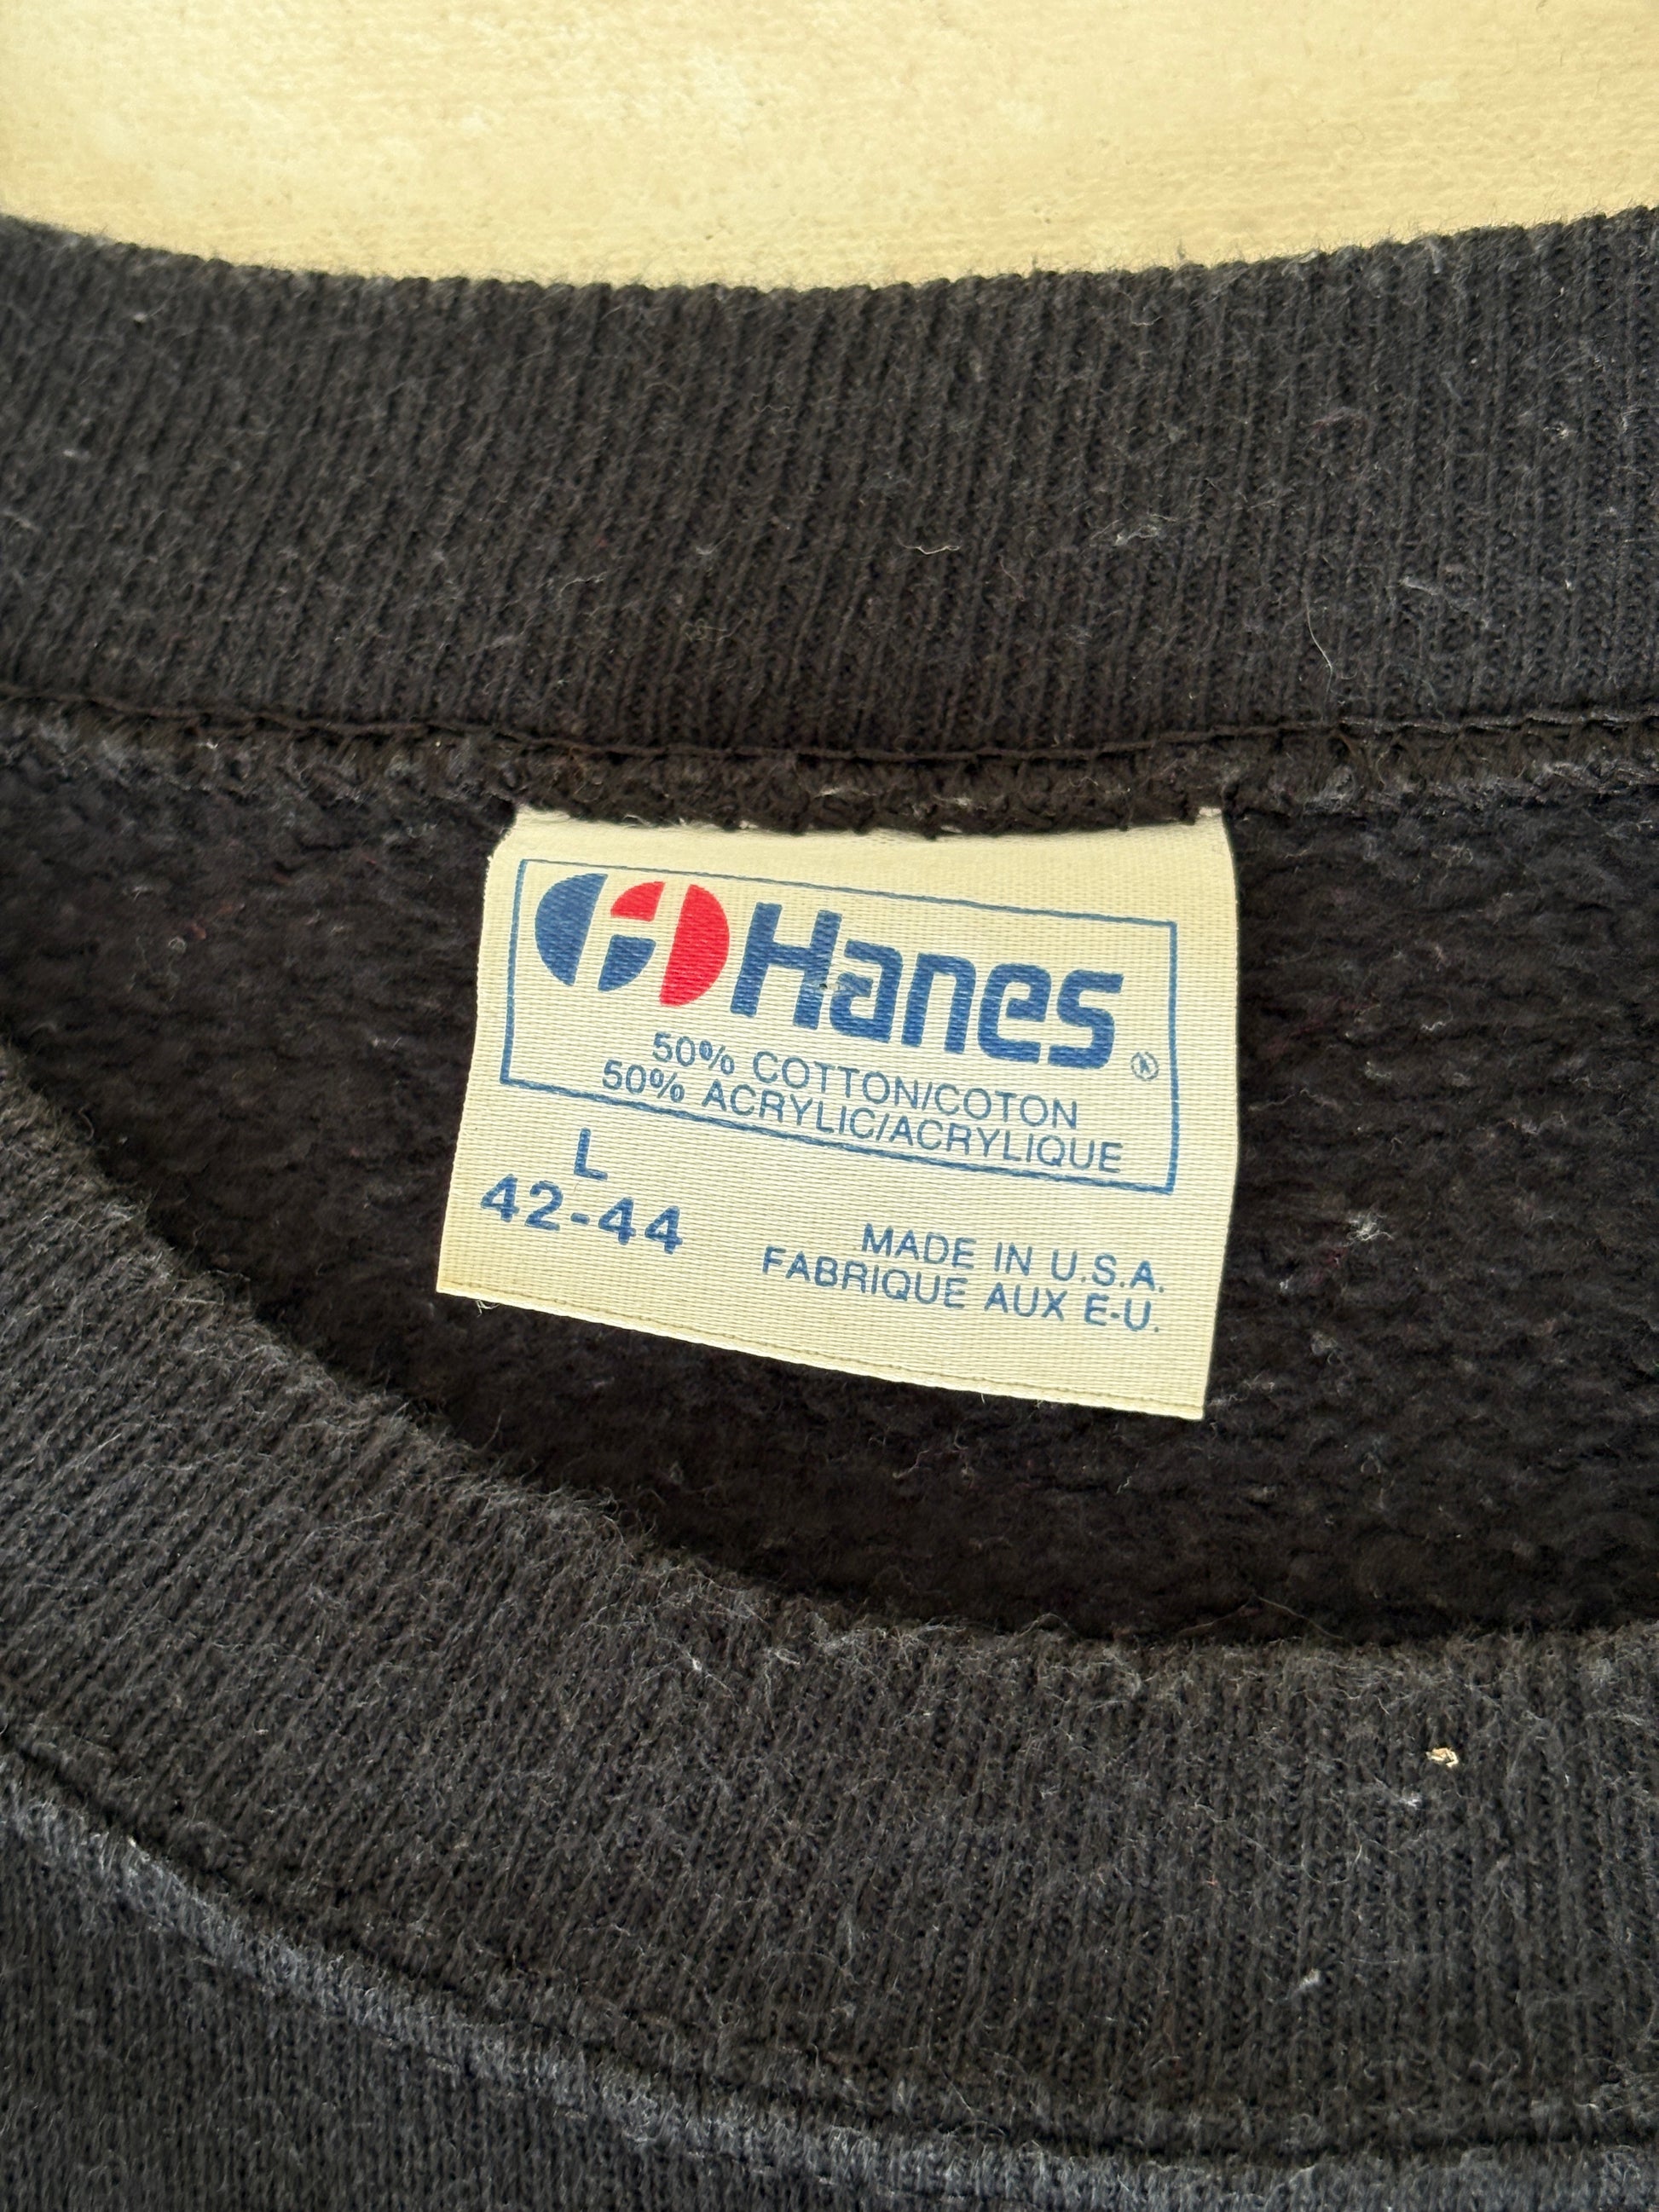 Hanes ®
50% COTTON/COTON
50% ACRYLIC/ACRYLIQUE
L
42-44
MADE IN U.S.A.
FABRIQUE AUX E-U.